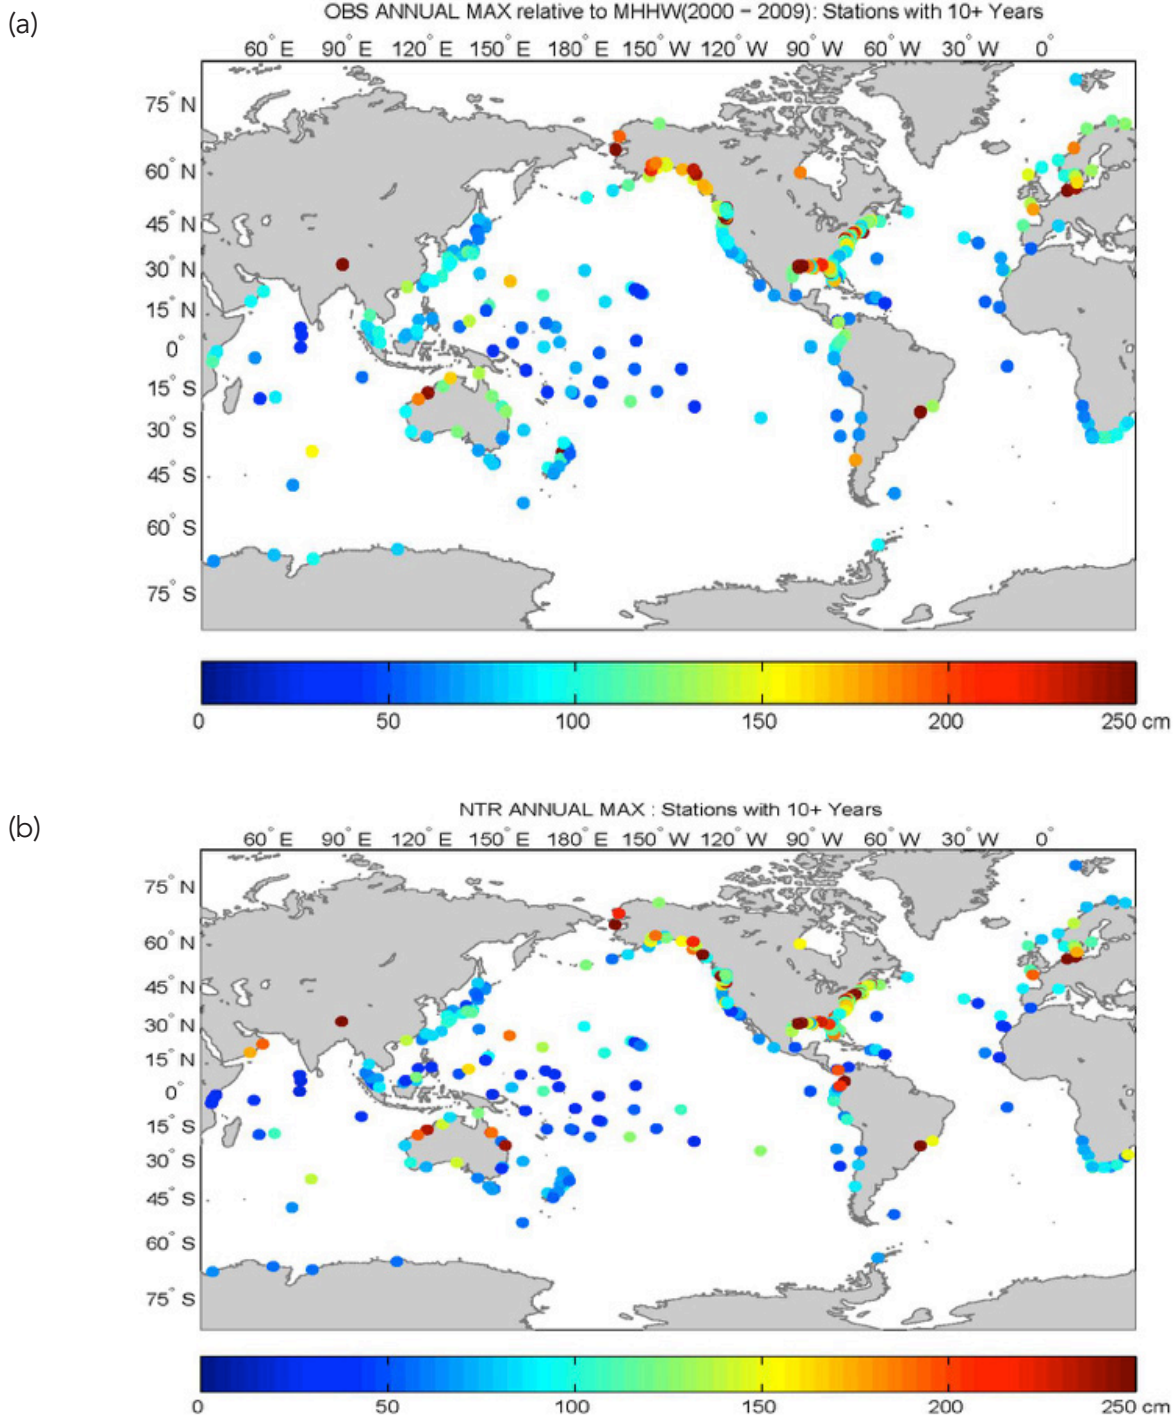 (a)
OBS ANNUAL MAX relative to MHHW(2000 − 2009): Stations with 10+ Years
60° E 90° E 120° E 150° E 180° E 150° W 120° W 90° W 60° W 30° W 0°
75° N
60° N
45° N
30° N
15° N
0°
15° S
30° S
45° S
60° S
75° S
0 50 100 150 200 250 cm
(b)
NTR ANNUAL MAX : Stations with 10+ Years
60° E 90° E 120° E 150° E 180° E 150° W 120° W 90° W 60° W 30° W 0°
75° N
60° N
45° N
30° N
15° N
0°
15° S
30° S
45° S
60° S
75° S
0 50 100 150 200 250 cm